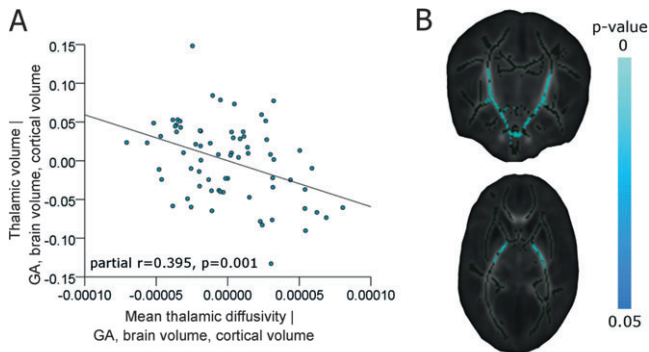 A
Thalamic volume |
GA, brain volume, cortical volume
0.15
0.10
0.05
0.00
-0.05
-0.10
-0.15
partial r=0.395, p=0.001
-0.00010 -0.00005 0.00000 0.00005 0.00010
Mean thalamic diffusivity |
GA, brain volume, cortical volume
B
p-value
0
0.05